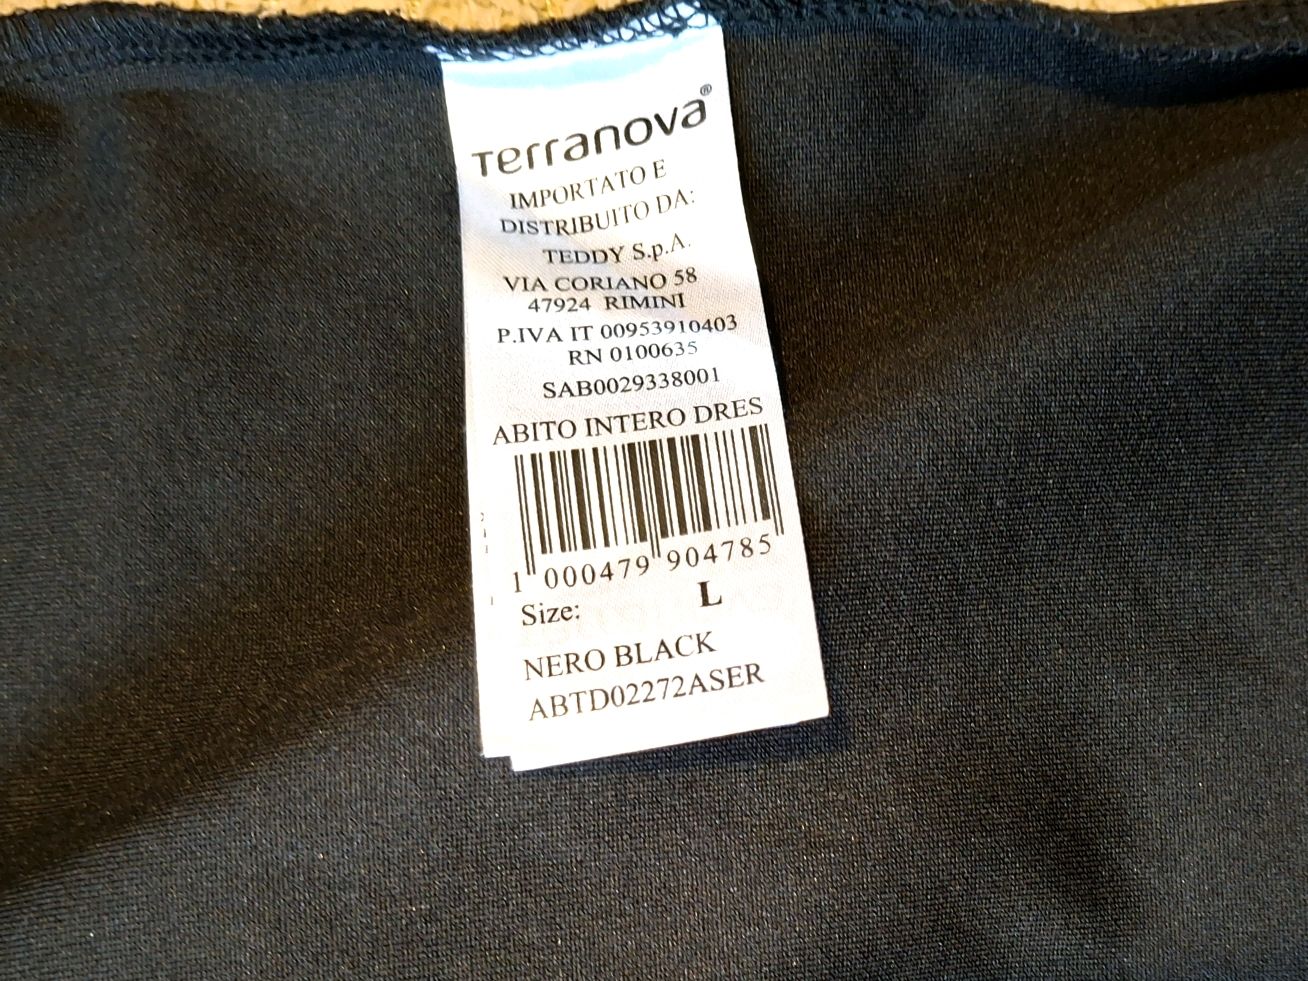 Terranova®
IMPORTATO E
DISTRIBUITO DA:
TEDDY S.p.A.
VIA CORIANO 58
47924 RIMINI
P.IVA IT 00953910403
RN 0100635
SAB0029338001
ABITO INTERO DRES
1 000479 904785
Size: L
NERO BLACK
ABTD02272ASER